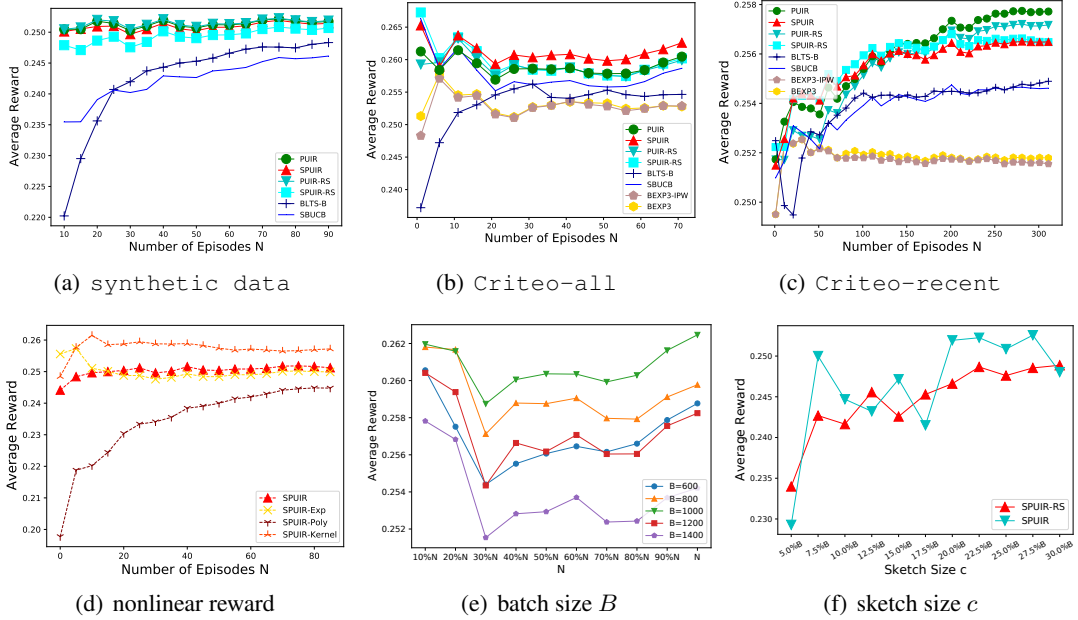 Average Reward
0.250
0.245
0.240
0.235
0.230
0.225
0.220
PUIR
SPUIR
PUIR-RS
SPUIR-RS
BLTS-B
SBUCB
10 20 30 40 50 60 70 80 90
Number of Episodes N
(a) synthetic data
Average Reward
0.265
0.260
0.255
0.250
0.245
0.240
PUIR
SPUIR
PUIR-RS
SPUIR-RS
BLTS-B
SBUCB
BEXP3-IPW
BEXP3
0 10 20 30 40 50 60 70
Number of Episodes N
(b) Criteo-all
Average Reward
0.258
0.256
0.254
0.252
0.250
PUIR
SPUIR
PUIR-RS
SPUIR-RS
BLTS-B
SBUCB
BEXP3-IPW
BEXP3
0 50 100 150 200 250 300
Number of Episodes N
(c) Criteo-recent
Average Reward
0.26
0.25
0.24
0.23
0.22
0.21
0.20
SPUIR
SPUIR-Exp
SPUIR-Poly
SPUIR-Kernel
0 20 40 60 80
Number of Episodes N
(d) nonlinear reward
Average Reward
0.262
0.260
0.258
0.256
0.254
0.252
B=600
B=800
B=1000
B=1200
B=1400
10%N 20%N 30%N 40%N 50%N 60%N 70%N 80%N 90%N N
N
(e) batch size B
Average Reward
0.250
0.245
0.240
0.235
0.230
SPUIR-RS
SPUIR
5.0%B 7.5%B 10.0%B 12.5%B 15.0%B 17.5%B 20.0%B 22.5%B 25.0%B 27.5%B 30.0%B
Sketch Size c
(f) sketch size c